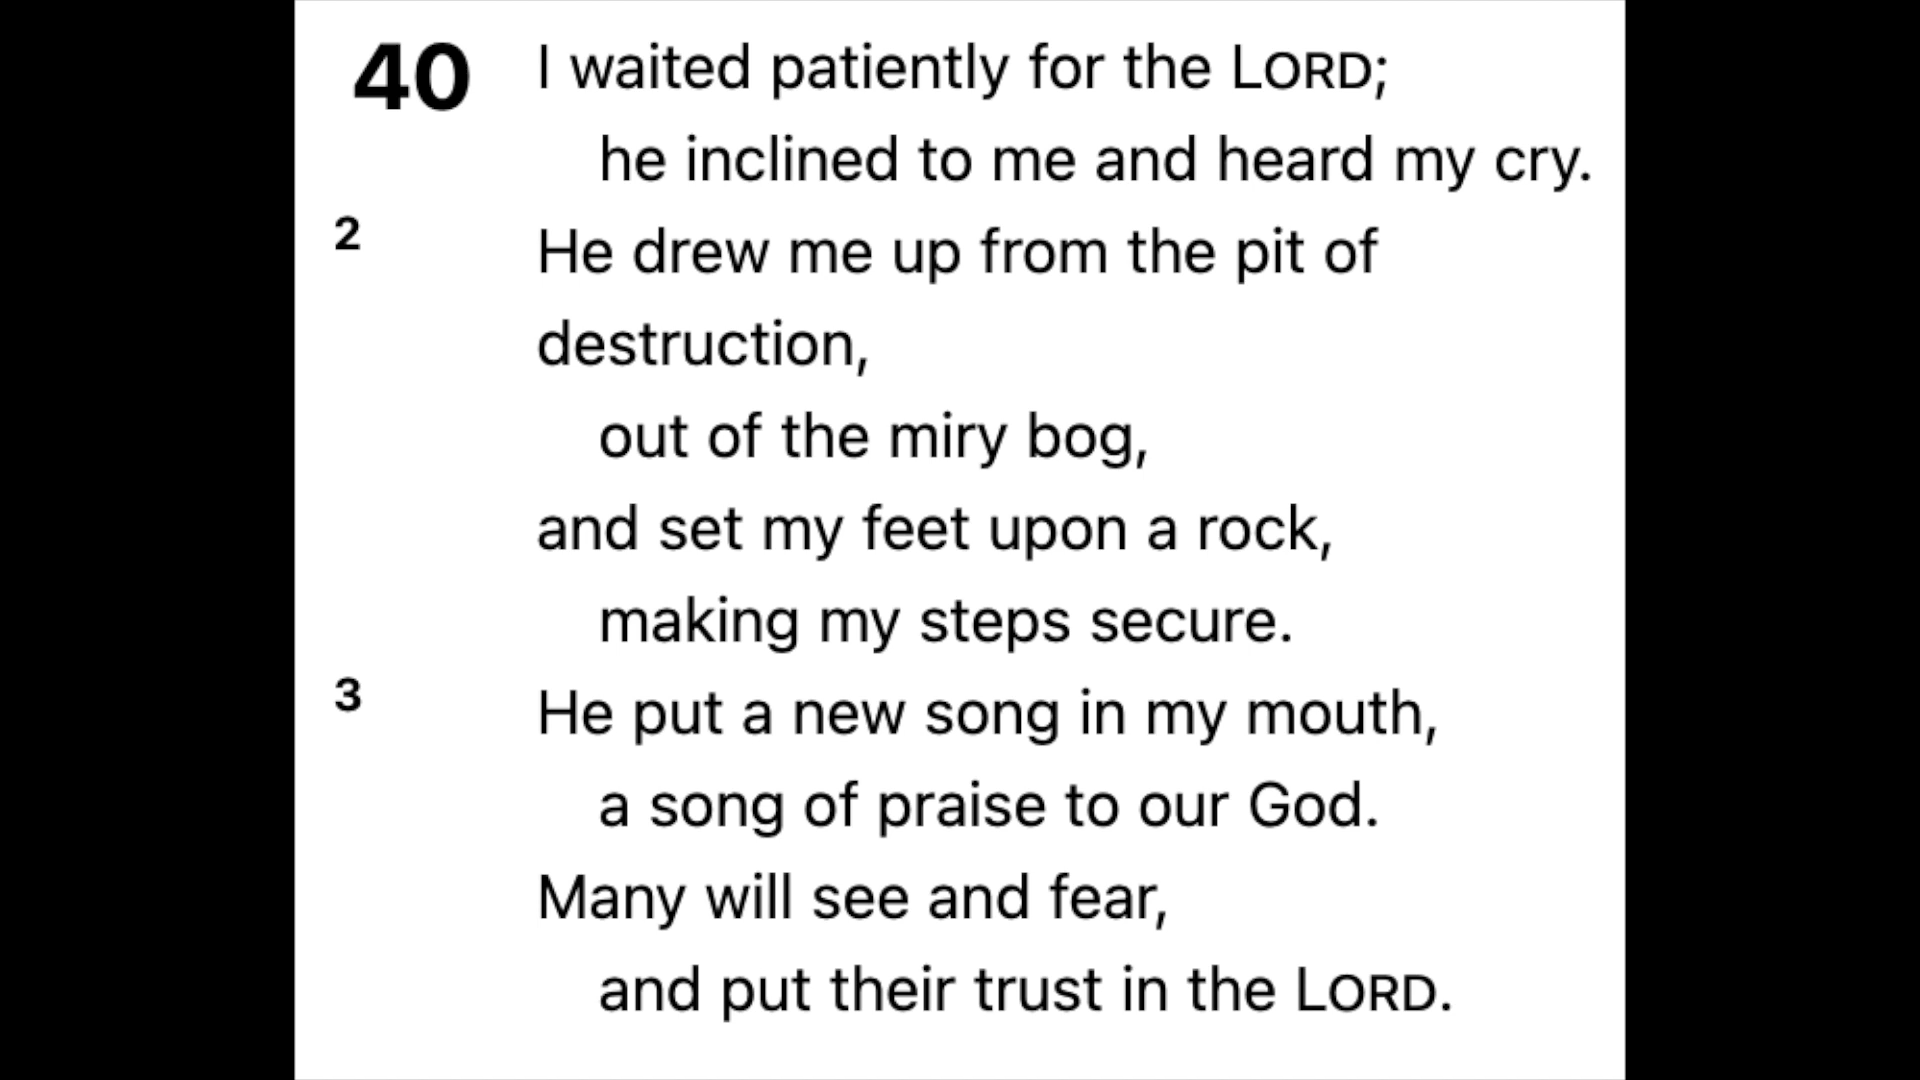 40 I waited patiently for the LORD;
he inclined to me and heard my cry.
2 He drew me up from the pit of
destruction,
out of the miry bog,
and set my feet upon a rock,
making my steps secure.
3 He put a new song in my mouth,
a song of praise to our God.
Many will see and fear,
and put their trust in the LORD.